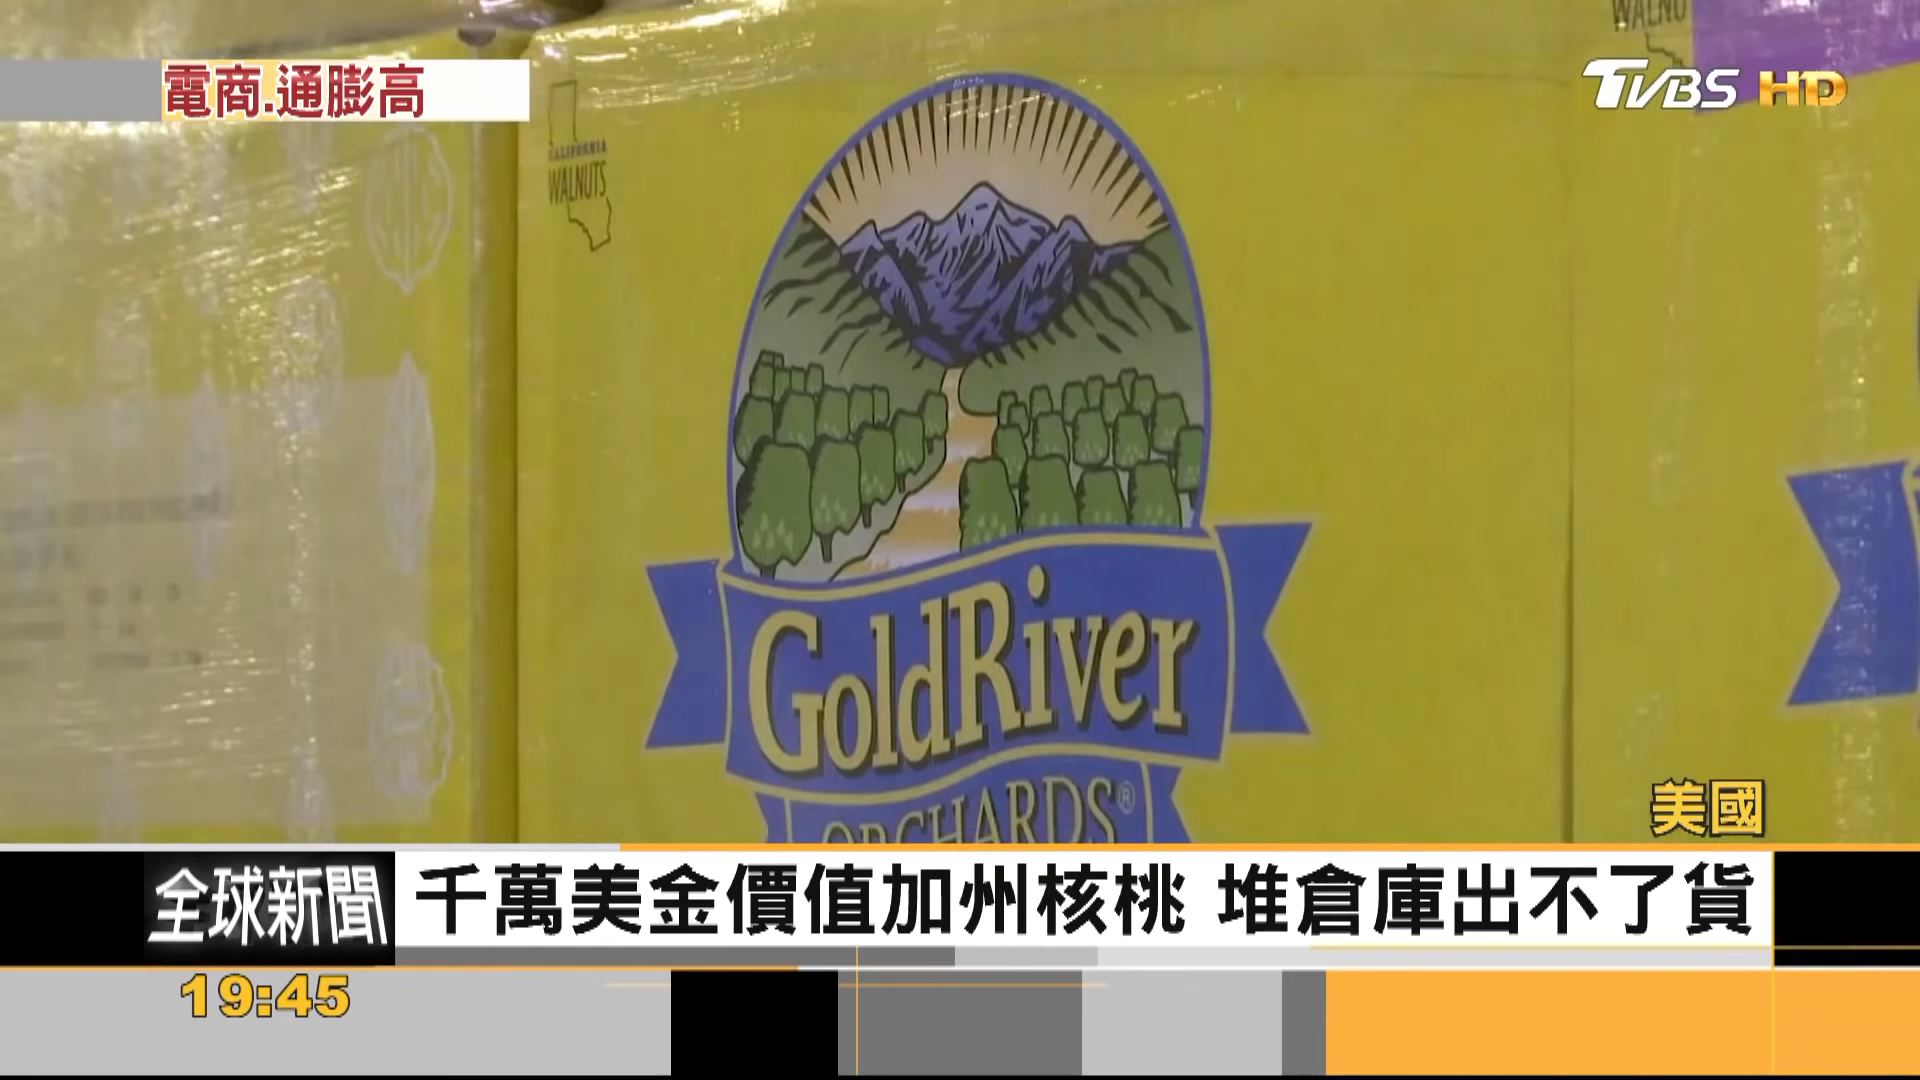 電商.通膨高
TVBS HD
CALIFORNIA
WALNUTS
GoldRiver
ORCHARDS®
美國
全球新聞
千萬美金價值加州核桃 堆倉庫出不了貨
19:45